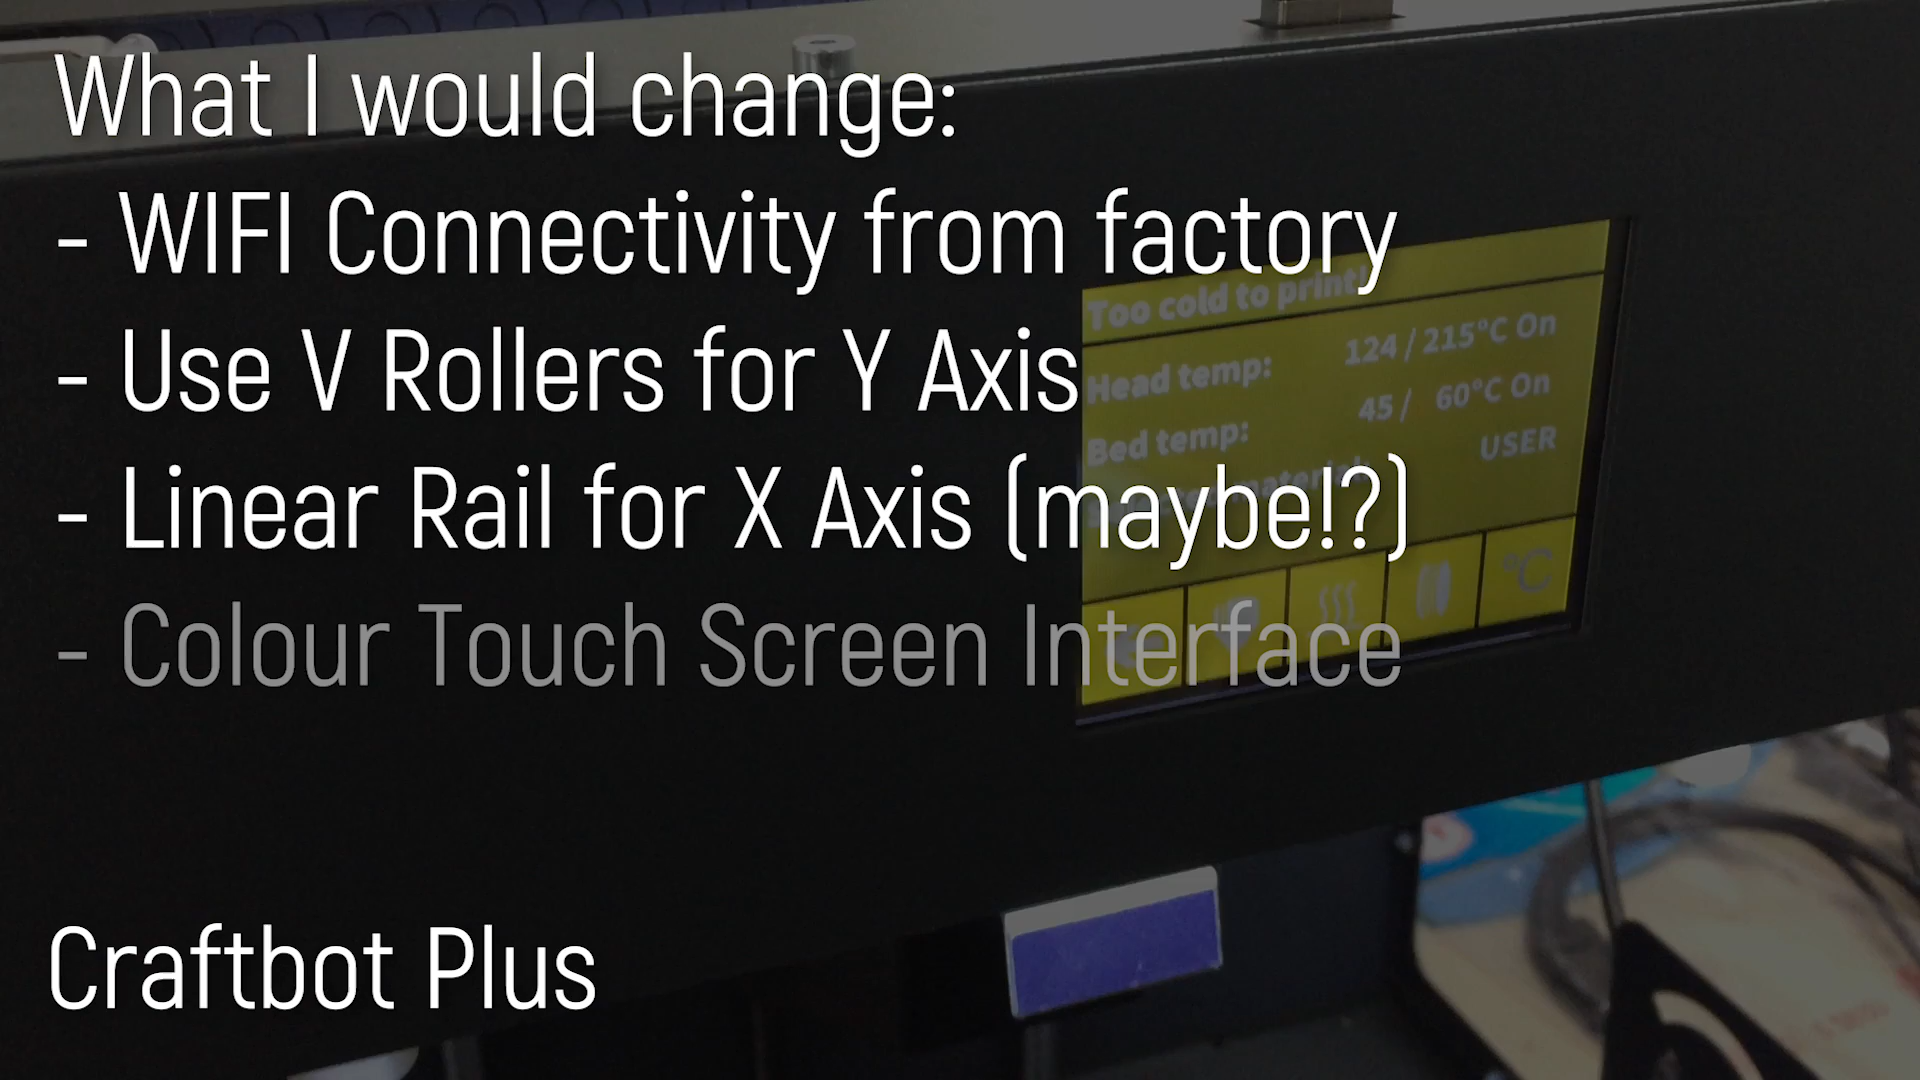 What I would change:
- WIFI Connectivity from factory
- Use V Rollers for Y Axis
- Linear Rail for X Axis (maybe!?)
- Colour Touch Screen Interface
Too cold to print!
Head temp: 124 / 215°C On
Bed temp: 45 / 60°C On
material: USER
°C
Craftbot Plus